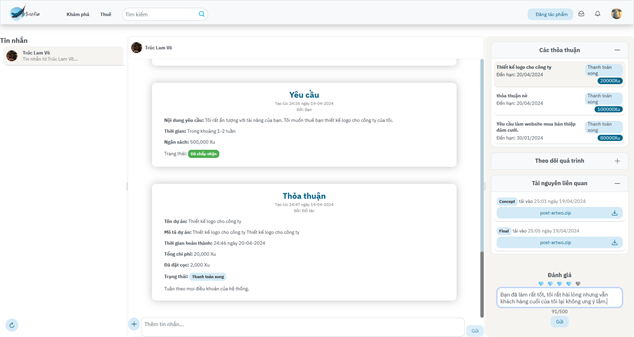 Khám phá
Thuê
Tìm kiếm
Đăng tác phẩm
Tin nhắn
Trúc Lam Võ
Tin nhắn từ Trúc Lam Võ...
Trúc Lam Võ
Yêu cầu
Tạo lúc 24:34 ngày 19-04-2024
Bởi: Bạn
Nội dung yêu cầu: Tôi rất ấn tượng với tài năng của bạn. Tôi muốn thuê bạn thiết kế logo cho công ty của tôi.
Thời gian: Trong khoảng 1-2 tuần
Ngân sách: 500,000 Xu
Trạng thái: Đã chấp nhận
Thỏa thuận
Tạo lúc 24:47 ngày 19-04-2024
Bởi: Đối tác
Tên dự án: Thiết kế logo cho công ty
Mô tả dự án: Thiết kế logo cho công ty Thiết kế logo cho công ty
Thời gian hoàn thành: 24:46 ngày 20-04-2024
Tổng chi phí: 20,000 Xu
Đã đặt cọc: 2,000 Xu
Trạng thái: Thanh toán xong
Tuân theo mọi điều khoản của hệ thống.
Thêm tin nhắn...
Gửi
Các thỏa thuận
Thiết kế logo cho công ty
Thanh toán xong
Đến hạn: 20/04/2024
20000Xu
thỏa thuận nè
Thanh toán xong
Đến hạn: 20/04/2024
100000Xu
Yêu cầu làm website mua bán thiệp đám cưới.
Thanh toán xong
Đến hạn: 30/01/2024
80000Xu
Theo dõi quá trình
Tài nguyên liên quan
Concept tải vào 25:01 ngày 19/04/2024
post-artwo.zip
Final tải vào 25:05 ngày 19/04/2024
post-artwo.zip
Đánh giá
Bạn đã làm rất tốt, tôi rất hài lòng nhưng vẫn
khách hàng cuối của tôi lại không ưng ý lắm.
91/500
Gửi